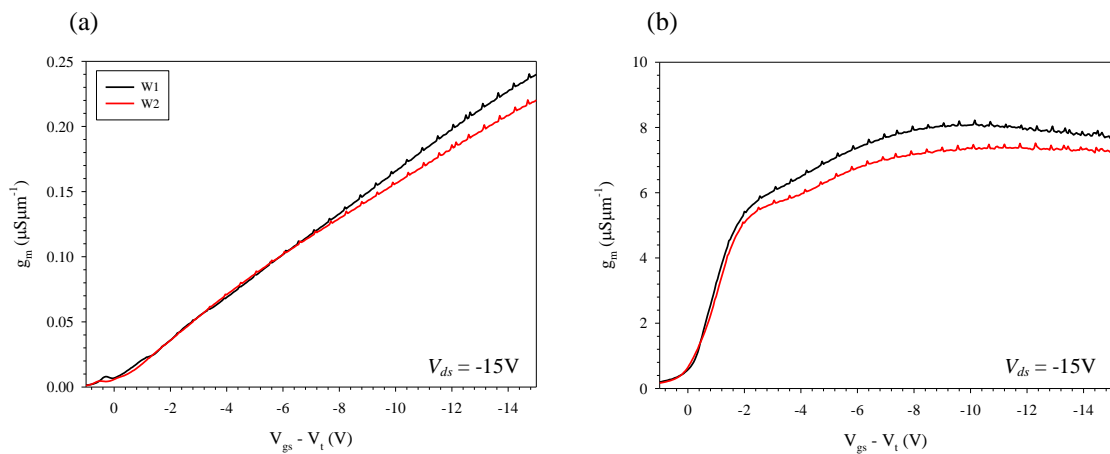 (a)
0.25
0.20
0.15
0.10
0.05
0.00
gₘ (μSμm⁻¹)
W1
W2
V_ds = -15V
0 -2 -4 -6 -8 -10 -12 -14
V_gs - V_t (V)
(b)
10
8
6
4
2
0
gₘ (μSμm⁻¹)
V_ds = -15V
0 -2 -4 -6 -8 -10 -12 -14
V_gs - V_t (V)